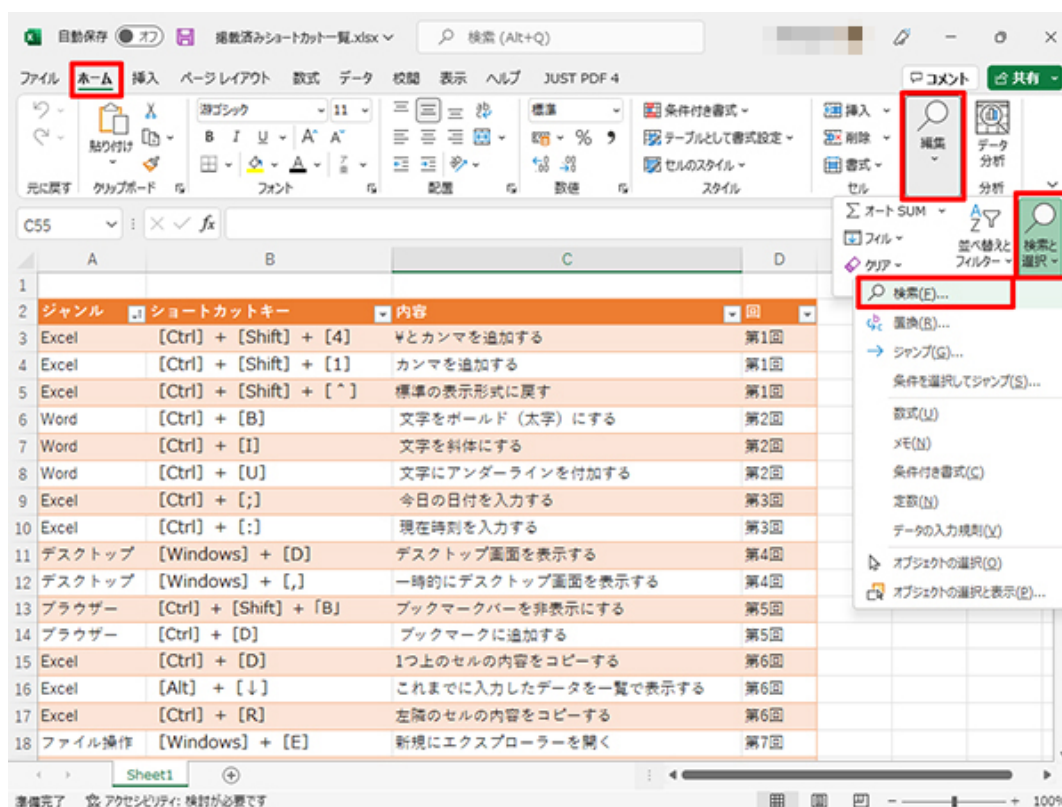 自動保存 オフ 掲載済みショートカット一覧.xlsx 検索 (Alt+Q)
ファイル ホーム 挿入 ページ レイアウト 数式 データ 校閲 表示 ヘルプ JUST PDF 4 コメント 共有
貼り付け 游ゴシック 11 標準 条件付き書式 挿入
B I U A A テーブルとして書式設定 削除 編集 データ分析
A セルのスタイル 書式
元に戻す クリップボード フォント 配置 数値 スタイル セル 分析
C55 fx
Σ オート SUM
フィル
クリア
並べ替えと
フィルター
検索と
選択
検索(F)...
置換(R)...
ジャンプ(G)...
条件を選択してジャンプ(S)...
数式(U)
メモ(N)
条件付き書式(C)
定数(N)
データの入力規則(V)
オブジェクトの選択(O)
オブジェクトの選択と表示(P)...
A B C D
1
2 ジャンル ショートカットキー 内容 回
3 Excel [Ctrl] + [Shift] + [4] ¥とカンマを追加する 第1回
4 Excel [Ctrl] + [Shift] + [1] カンマを追加する 第1回
5 Excel [Ctrl] + [Shift] + [^] 標準の表示形式に戻す 第1回
6 Word [Ctrl] + [B] 文字をボールド（太字）にする 第2回
7 Word [Ctrl] + [I] 文字を斜体にする 第2回
8 Word [Ctrl] + [U] 文字にアンダーラインを付加する 第2回
9 Excel [Ctrl] + [;] 今日の日付を入力する 第3回
10 Excel [Ctrl] + [:] 現在時刻を入力する 第3回
11 デスクトップ [Windows] + [D] デスクトップ画面を表示する 第4回
12 デスクトップ [Windows] + [,] 一時的にデスクトップ画面を表示する 第4回
13 ブラウザー [Ctrl] + [Shift] + 「B」 ブックマークバーを非表示にする 第5回
14 ブラウザー [Ctrl] + [D] ブックマークに追加する 第5回
15 Excel [Ctrl] + [D] 1つ上のセルの内容をコピーする 第6回
16 Excel [Alt] + [↓] これまでに入力したデータを一覧で表示する 第6回
17 Excel [Ctrl] + [R] 左隣のセルの内容をコピーする 第6回
18 ファイル操作 [Windows] + [E] 新規にエクスプローラーを開く 第7回
Sheet1
準備完了 アクセシビリティ: 検討が必要です 100%